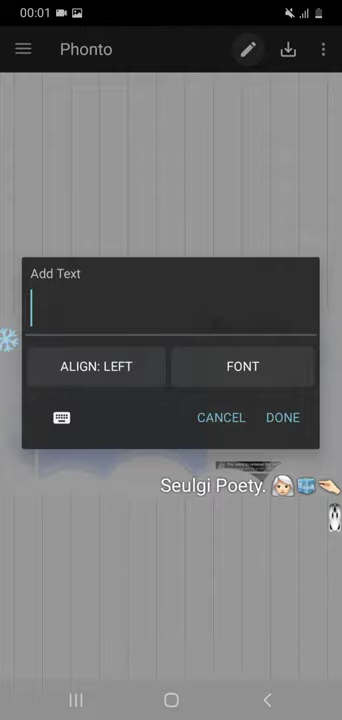 00:01
Phonto
Add Text
ALIGN: LEFT
FONT
CANCEL
DONE
Seulgi Poety.